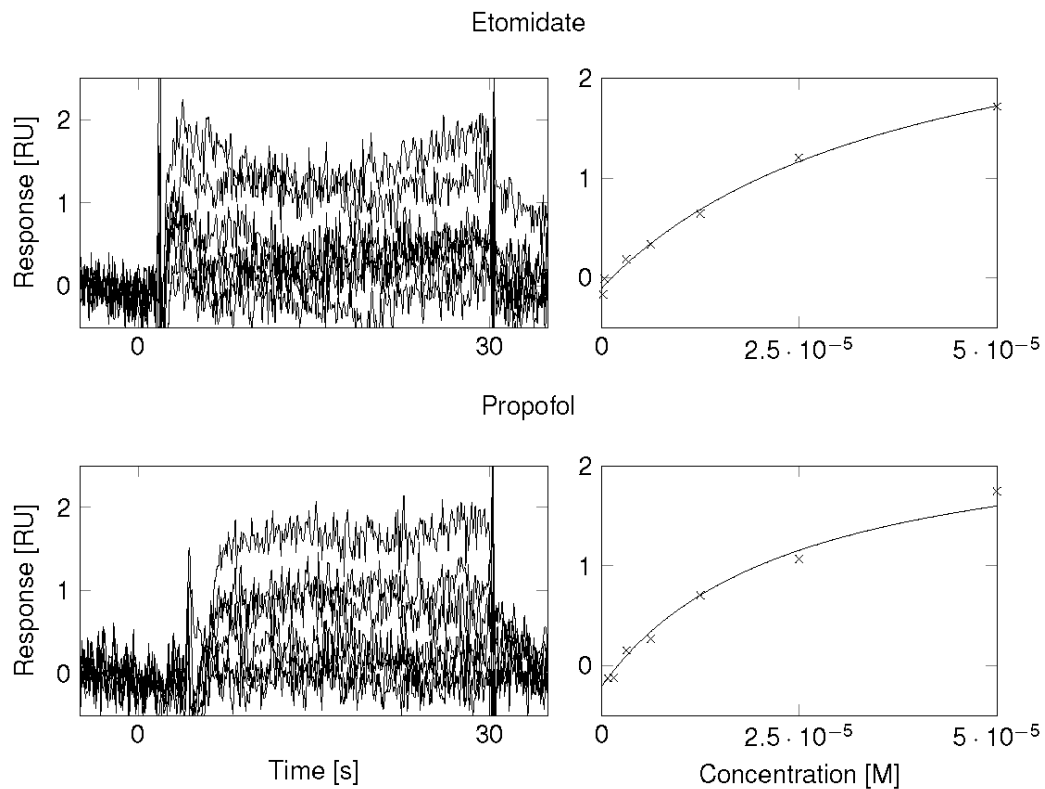 Etomidate
Response [RU]
2
1
0
0
30
2
1
0
0
2.5 · 10⁻⁵
5 · 10⁻⁵
Propofol
Response [RU]
2
1
0
0
30
Time [s]
2
1
0
0
2.5 · 10⁻⁵
5 · 10⁻⁵
Concentration [M]